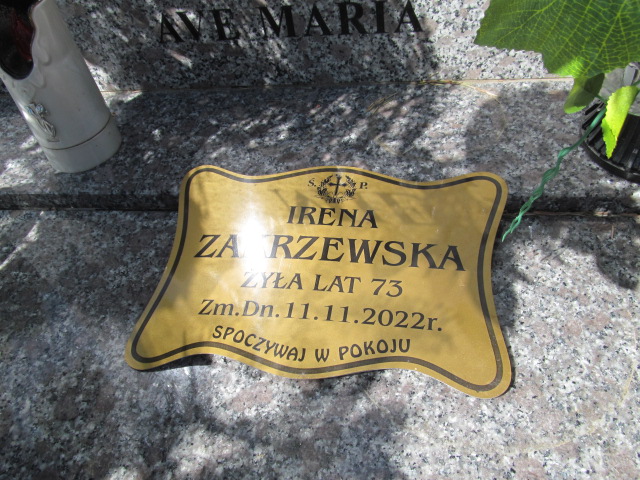 AVE MARIA
Ś. P.
IRENA
ZAKRZEWSKA
ŻYŁA LAT 73
Zm.Dn.11.11.2022r.
SPOCZYWAJ W POKOJU